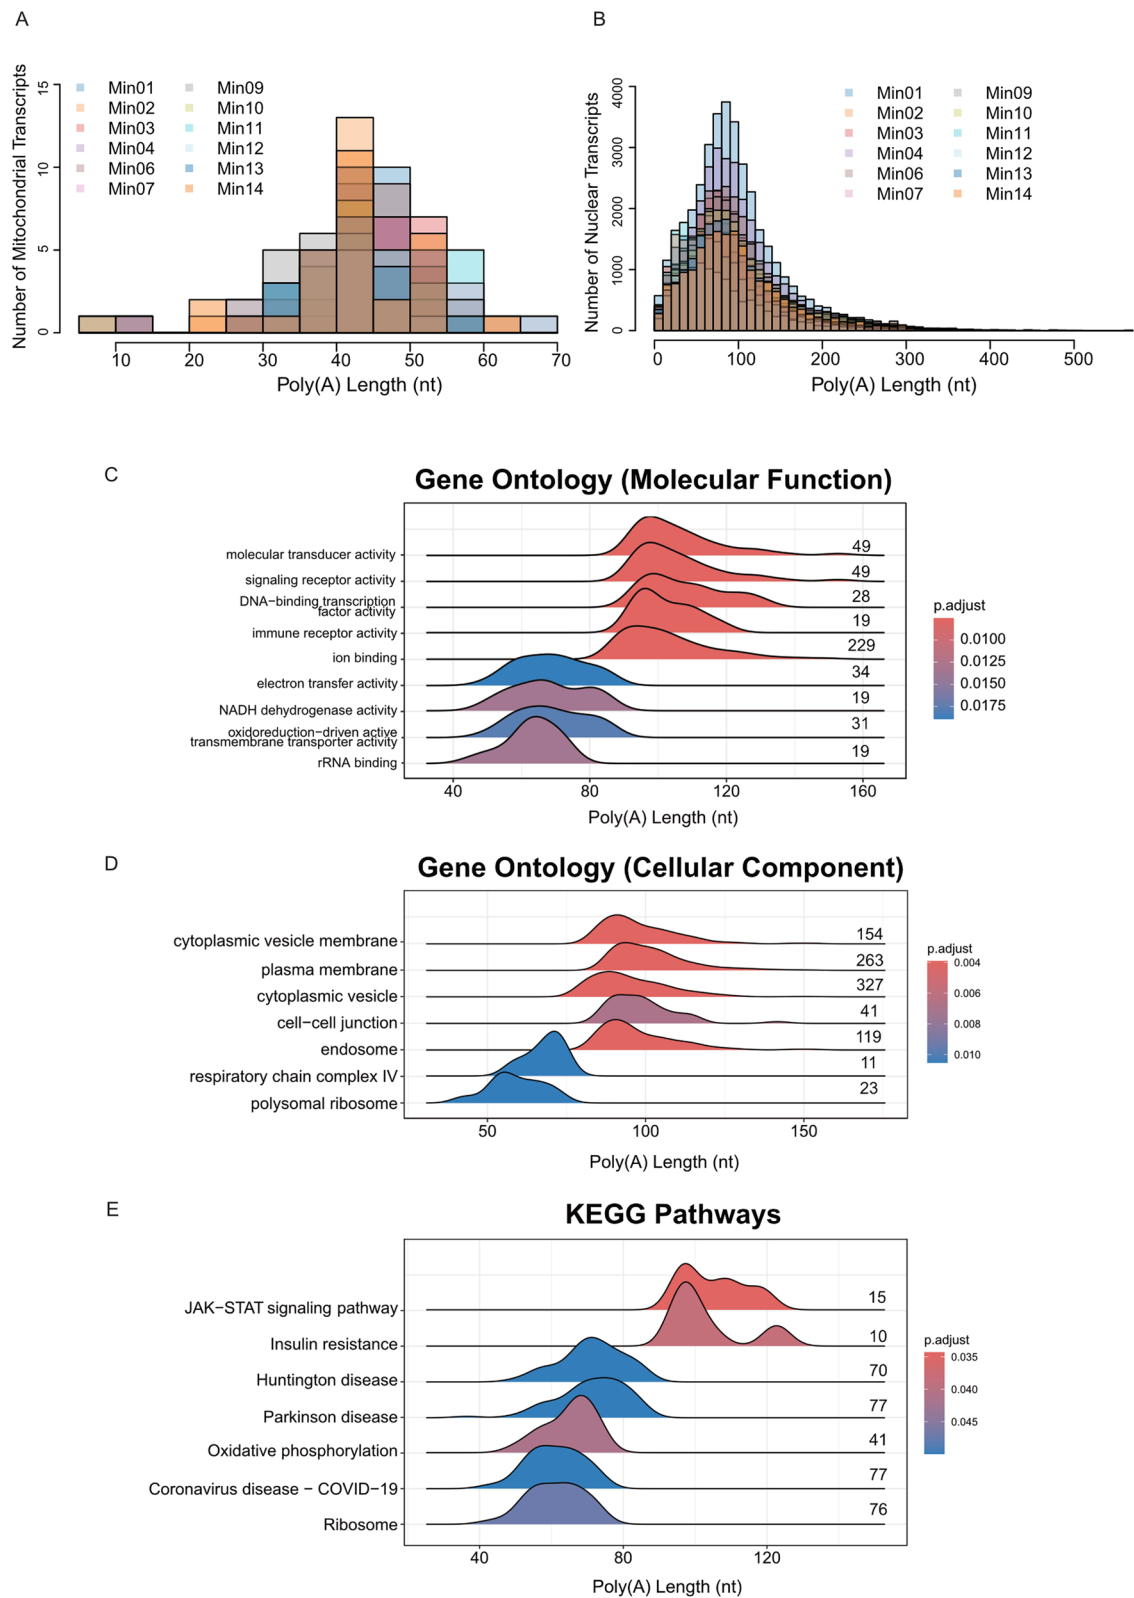 A
B
Number of Mitochondrial Transcripts
15
10
5
0
Min01
Min02
Min03
Min04
Min06
Min07
Min09
Min10
Min11
Min12
Min13
Min14
10
20
30
40
50
60
70
Poly(A) Length (nt)
Number of Nuclear Transcripts
4000
3000
2000
1000
0
Min01
Min02
Min03
Min04
Min06
Min07
Min09
Min10
Min11
Min12
Min13
Min14
0
100
200
300
400
500
Poly(A) Length (nt)
C
Gene Ontology (Molecular Function)
molecular transducer activity
49
signaling receptor activity
49
DNA−binding transcription
factor activity
28
immune receptor activity
19
ion binding
229
electron transfer activity
34
NADH dehydrogenase activity
19
oxidoreduction−driven active
transmembrane transporter activity
31
rRNA binding
19
40
80
120
160
Poly(A) Length (nt)
p.adjust
0.0100
0.0125
0.0150
0.0175
D
Gene Ontology (Cellular Component)
cytoplasmic vesicle membrane
154
plasma membrane
263
cytoplasmic vesicle
327
cell−cell junction
41
endosome
119
respiratory chain complex IV
11
polysomal ribosome
23
50
100
150
Poly(A) Length (nt)
p.adjust
0.004
0.006
0.008
0.010
E
KEGG Pathways
JAK−STAT signaling pathway
15
Insulin resistance
10
Huntington disease
70
Parkinson disease
77
Oxidative phosphorylation
41
Coronavirus disease − COVID−19
77
Ribosome
76
40
80
120
Poly(A) Length (nt)
p.adjust
0.035
0.040
0.045